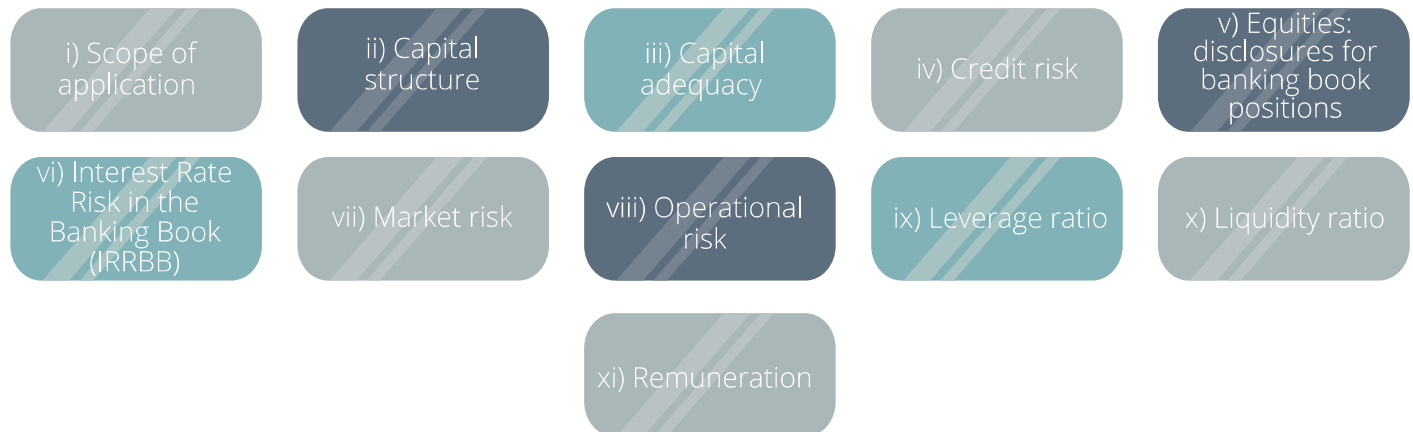 i) Scope of
application
ii) Capital
structure
iii) Capital
adequacy
iv) Credit risk
v) Equities:
disclosures for
banking book
positions
vi) Interest Rate
Risk in the
Banking Book
(IRRBB)
vii) Market risk
viii) Operational
risk
ix) Leverage ratio
x) Liquidity ratio
xi) Remuneration